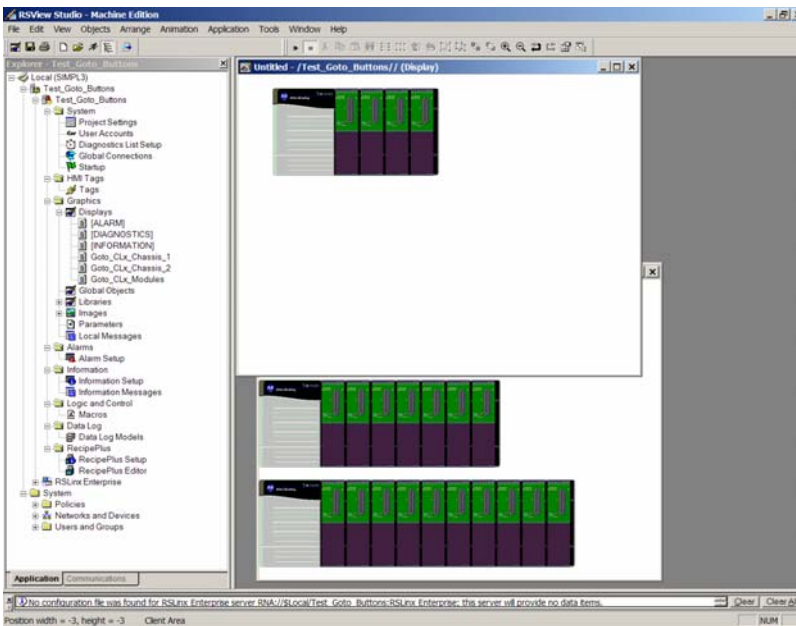 RSView Studio - Machine Edition
File Edit View Objects Arrange Animation Application Tools Window Help
Explorer - Test_Goto_Buttons
Local (SIMPL3)
Test_Goto_Buttons
Test_Goto_Buttons
System
Project Settings
User Accounts
Diagnostics List Setup
Global Connections
Startup
HMI Tags
Tags
Graphics
Displays
[ALARM]
[DIAGNOSTICS]
[INFORMATION]
Goto_CLx_Chassis_1
Goto_CLx_Chassis_2
Goto_CLx_Modules
Global Objects
Libraries
Images
Parameters
Local Messages
Alarms
Alarm Setup
Information
Information Setup
Information Messages
Logic and Control
Macros
Data Log
Data Log Models
RecipePlus
RecipePlus Setup
RecipePlus Editor
RSLinx Enterprise
System
Policies
Networks and Devices
Users and Groups
Application Communications
Untitled - /Test_Goto_Buttons// (Display)
No configuration file was found for RSLinx Enterprise server RNA://$Local/Test_Goto_Buttons:RSLinx Enterprise; this server will provide no data items.
Clear Clear All
Position width = -3, height = -3 Client Area
NUM